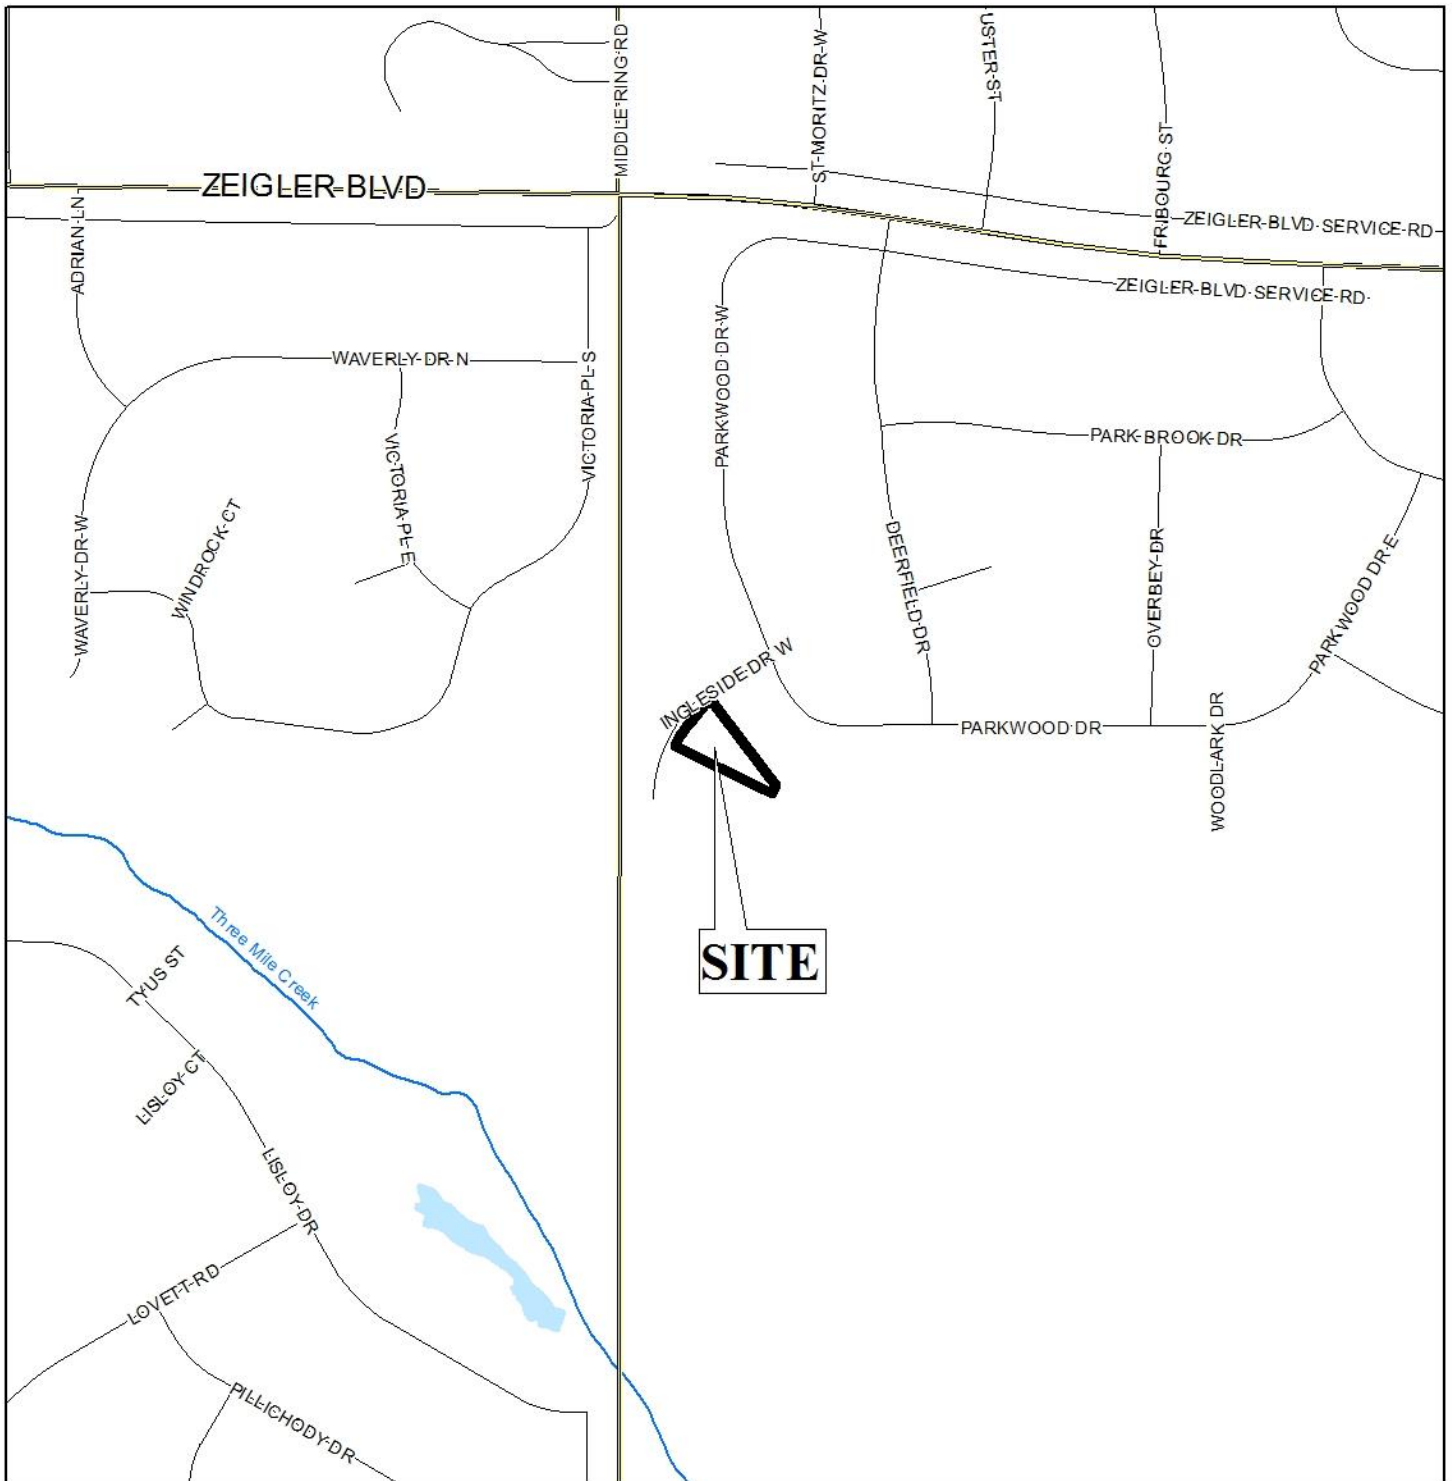 MIDDLE RING RD
ST MORITZ DR W
USTER ST
FRIBOURG ST
ZEIGLER BLVD
ADRIAN LN
ZEIGLER BLVD SERVICE RD
ZEIGLER BLVD SERVICE RD
WAVERLY DR N
VICTORIA PL S
PARKWOOD DR W
VICTORIA PL E
PARK BROOK DR
WAVERLY DR W
WINDROCK CT
DEERFIELD DR
OVERBEY DR
PARKWOOD DR E
INGLESIDE DR W
PARKWOOD DR
WOODLARK DR
Three Mile Creek
SITE
TYUS ST
LISLOY CT
LISLOY DR
LOVETT RD
PILLICHODY DR